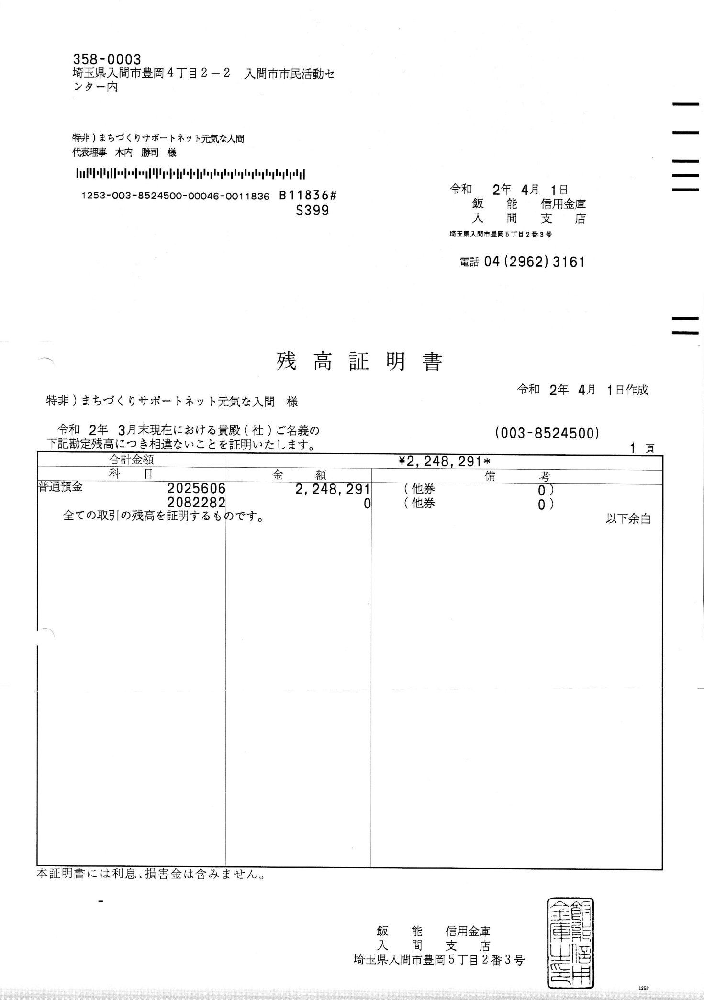 358-0003
埼玉県入間市豊岡4丁目2-2　入間市市民活動セ
ンター内
特非）まちづくりサポートネット元気な入間
代表理事　木内　勝司　様
1253-003-8524500-00046-0011836 B11836#
S399
令和　2年　4月　1日
飯　能　信用金庫
入　間　支　店
埼玉県入間市豊岡5丁目2番3号
電話 04(2962)3161
残高証明書
令和　2年　4月　1日作成
特非）まちづくりサポートネット元気な入間　様
令和　2年　3月末現在における貴殿（社）ご名義の
(003-8524500)
下記勘定残高につき相違ないことを証明いたします。
1 頁
合計金額　¥2,248,291*
科　目　金　額　備　考
普通預金　2025606　2,248,291　（他券　0）
2082282　0　（他券　0）
全ての取引の残高を証明するものです。　以下余白
本証明書には利息、損害金は含みません。
-
飯　能　信用金庫
入　間　支　店
埼玉県入間市豊岡5丁目2番3号
飯能信用
金庫之印
1253